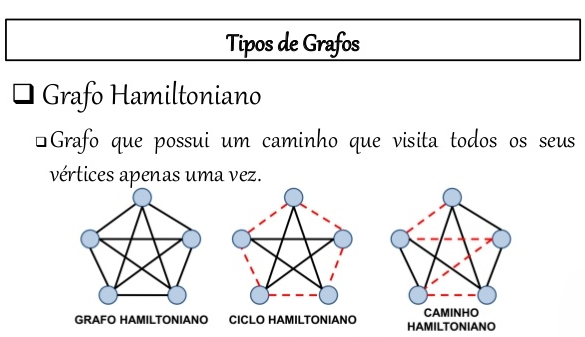 Tipos de Grafos
Grafo Hamiltoniano
Grafo que possui um caminho que visita todos os seus
vértices apenas uma vez.
GRAFO HAMILTONIANO
CICLO HAMILTONIANO
CAMINHO
HAMILTONIANO